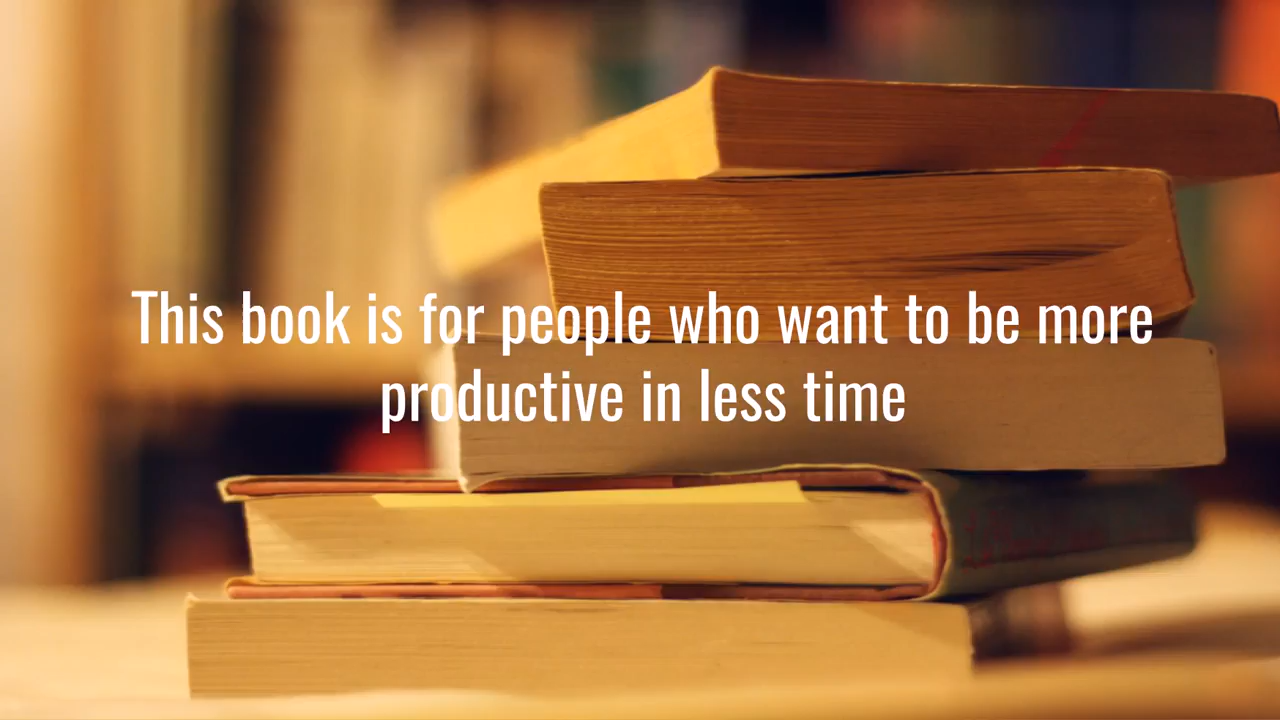 This book is for people who want to be more
productive in less time